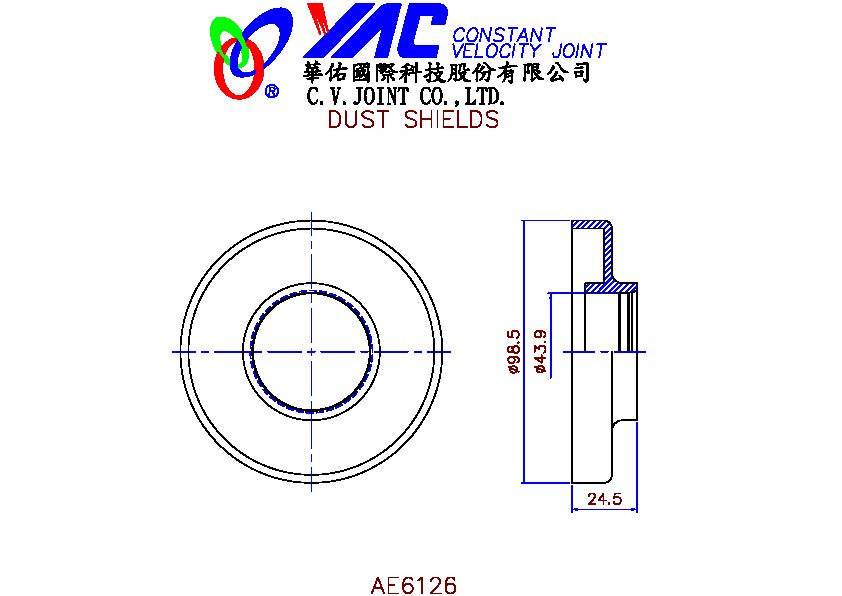 YAC CONSTANT
VELOCITY JOINT
®
華佑國際科技股份有限公司
C.V.JOINT CO.,LTD.
DUST SHIELDS
ø98.5
ø43.9
24.5
AE6126